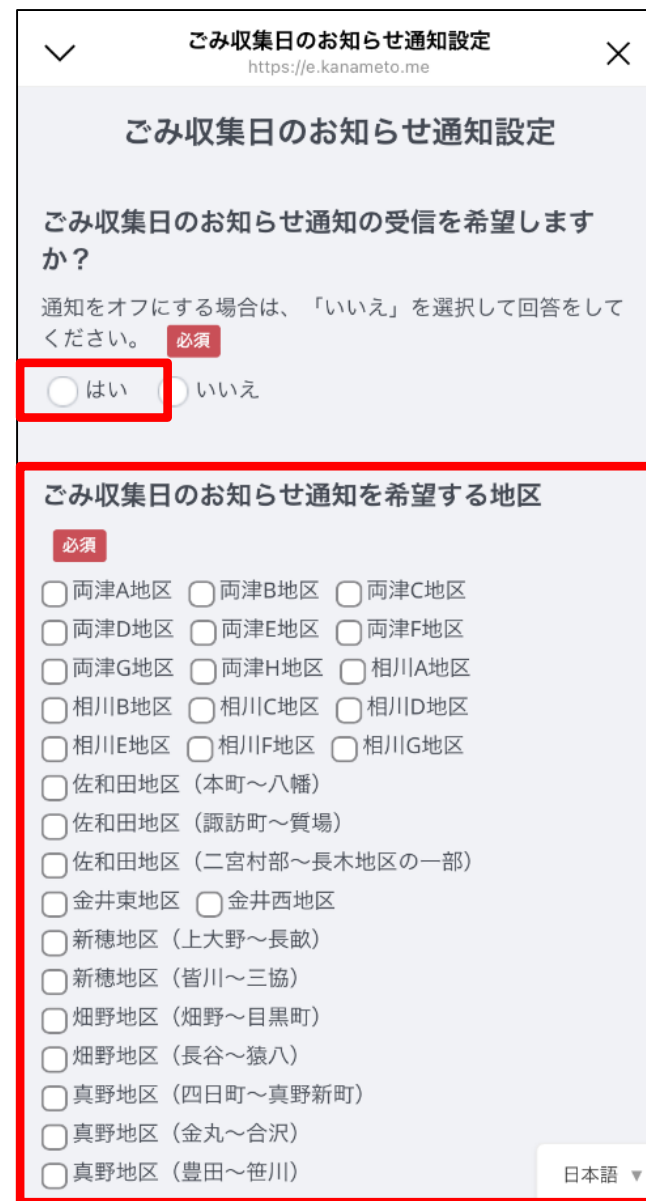 ごみ収集日のお知らせ通知設定
https://e.kanameto.me
ごみ収集日のお知らせ通知設定
ごみ収集日のお知らせ通知の受信を希望します
か？
通知をオフにする場合は、「いいえ」を選択して回答をして
ください。 必須
はい いいえ
ごみ収集日のお知らせ通知を希望する地区
必須
両津A地区 両津B地区 両津C地区
両津D地区 両津E地区 両津F地区
両津G地区 両津H地区 相川A地区
相川B地区 相川C地区 相川D地区
相川E地区 相川F地区 相川G地区
佐和田地区（本町～八幡）
佐和田地区（諏訪町～質場）
佐和田地区（二宮村部～長木地区の一部）
金井東地区 金井西地区
新穂地区（上大野～長畝）
新穂地区（皆川～三協）
畑野地区（畑野～目黒町）
畑野地区（長谷～猿八）
真野地区（四日町～真野新町）
真野地区（金丸～合沢）
真野地区（豊田～笹川）
日本語 ▼